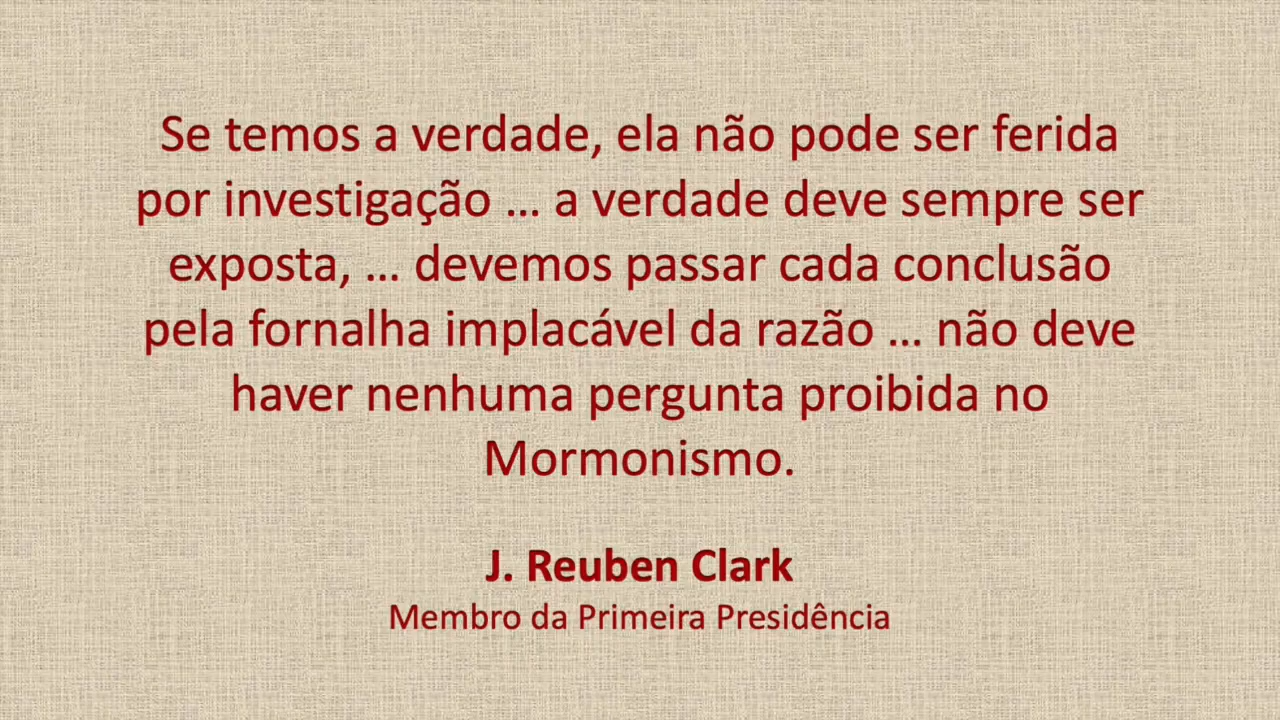 Se temos a verdade, ela não pode ser ferida
por investigação ... a verdade deve sempre ser
exposta, ... devemos passar cada conclusão
pela fornalha implacável da razão ... não deve
haver nenhuma pergunta proibida no
Mormonismo.
J. Reuben Clark
Membro da Primeira Presidência